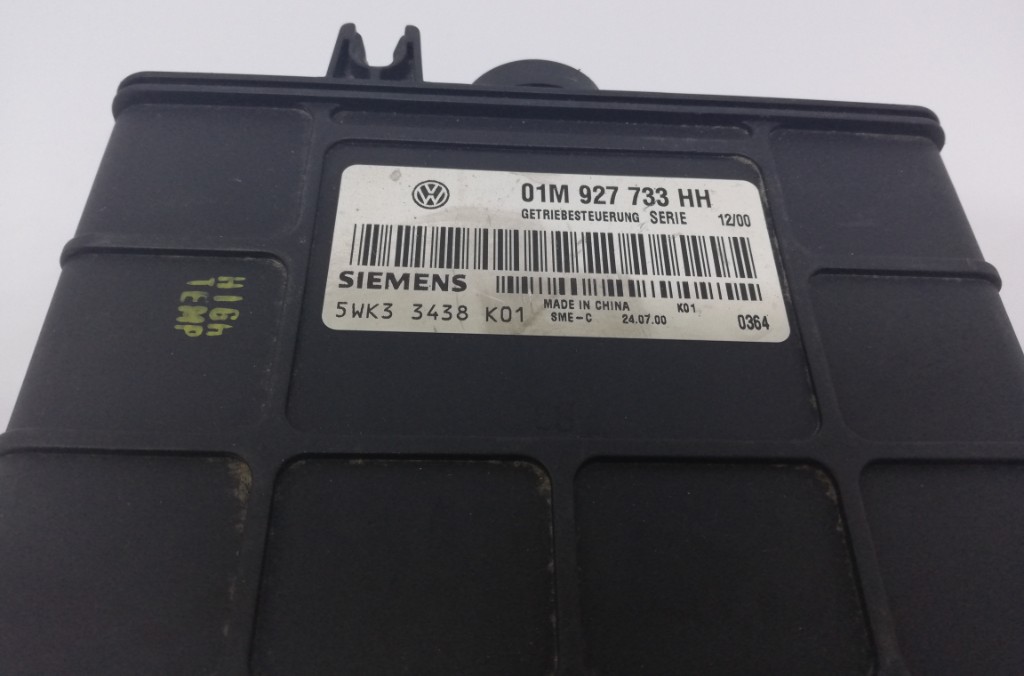 VW
01M 927 733 HH
GETRIEBESTEUERUNG SERIE 12/00
SIEMENS
5WK3 3438 K01
MADE IN CHINA K01
SME-C 24.07.00 0364
HIGh
TEMP